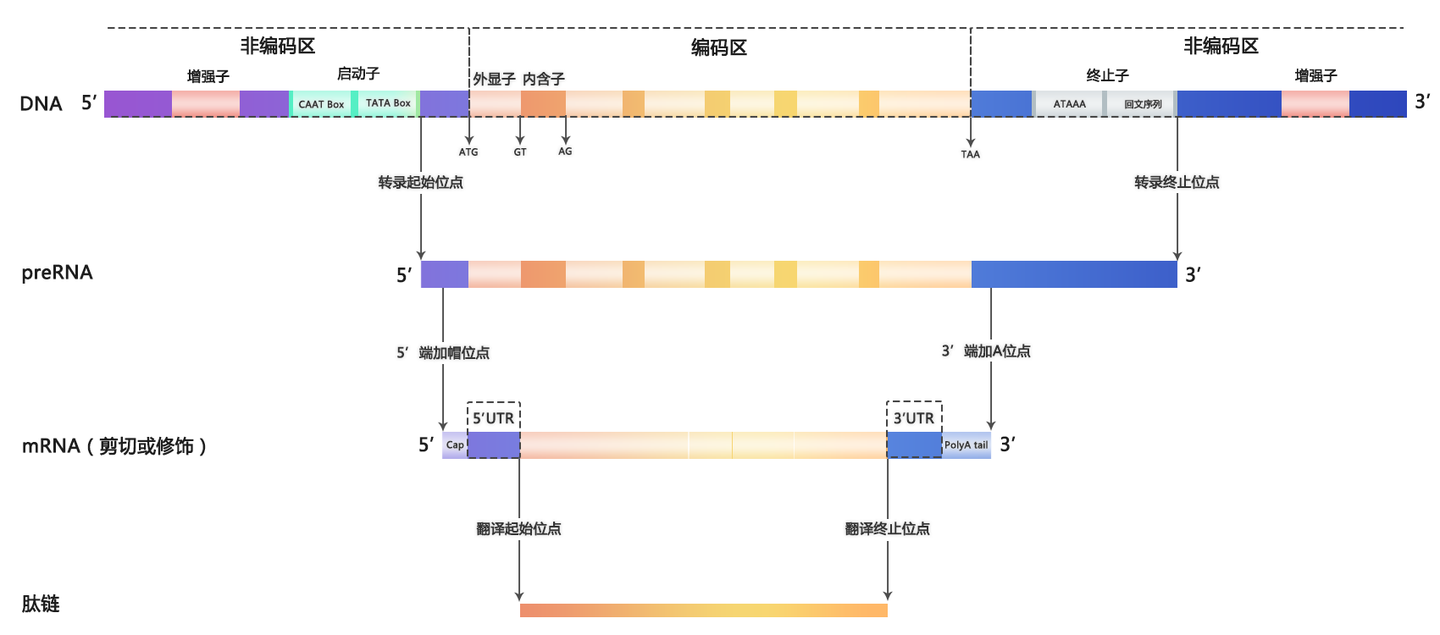 非编码区 编码区 非编码区
增强子 启动子 外显子 内含子 终止子 增强子
DNA 5’ CAAT Box TATA Box ATAAA 回文序列 3’
ATG GT AG TAA
转录起始位点 转录终止位点
preRNA 5’ 3’
5’ 端加帽位点 3’ 端加A位点
5’UTR 3’UTR
mRNA（剪切或修饰） 5’ Cap PolyA tail 3’
翻译起始位点 翻译终止位点
肽链